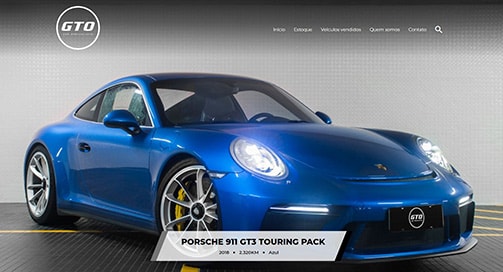 GTO
Início Estoque Veículos vendidos Quem somos Contato
PORSCHE 911 GT3 TOURING PACK
2018 • 2.320KM • Azul
GTO